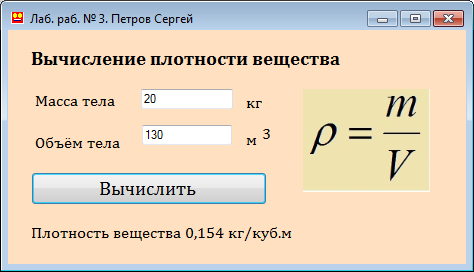 Лаб. раб. № 3. Петров Сергей
Вычисление плотности вещества
Масса тела 20 кг
Объём тела 130 м 3
ρ = m/V
Вычислить
Плотность вещества 0,154 кг/куб.м